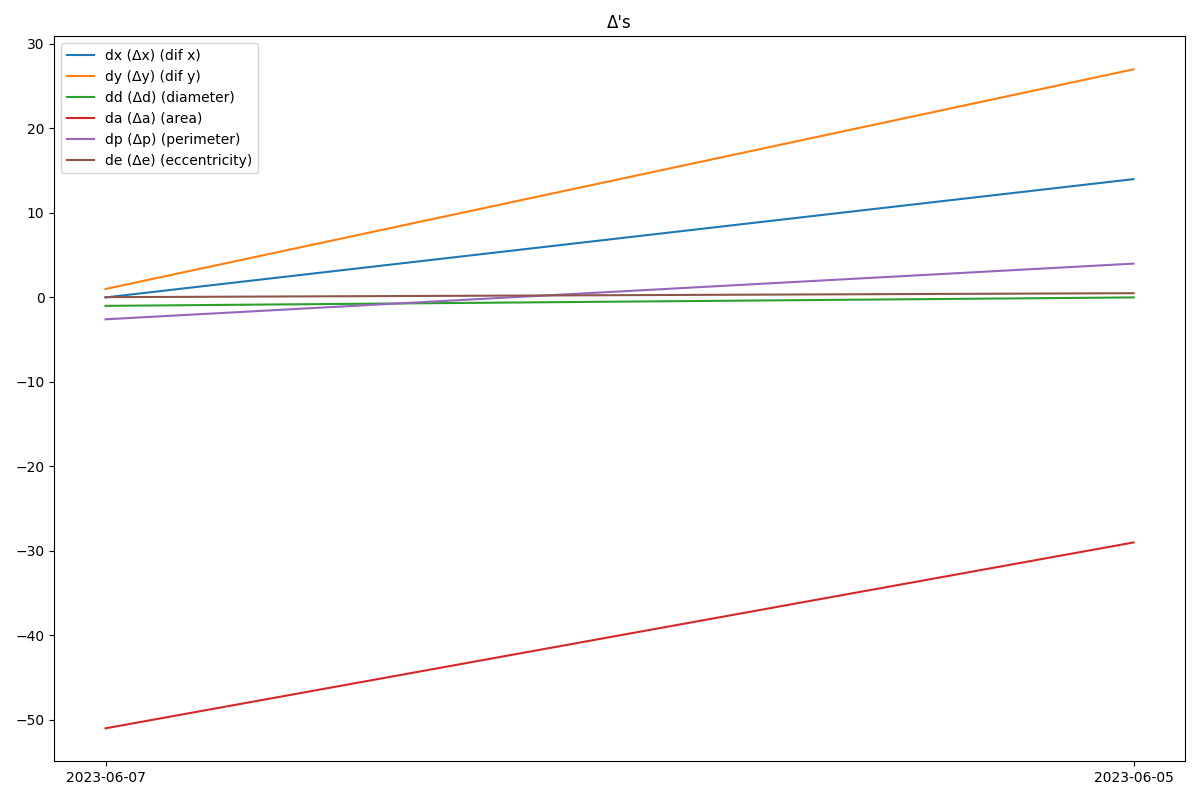 Δ's
dx (Δx) (dif x)
dy (Δy) (dif y)
dd (Δd) (diameter)
da (Δa) (area)
dp (Δp) (perimeter)
de (Δe) (eccentricity)
30
20
10
0
−10
−20
−30
−40
−50
2023-06-07
2023-06-05